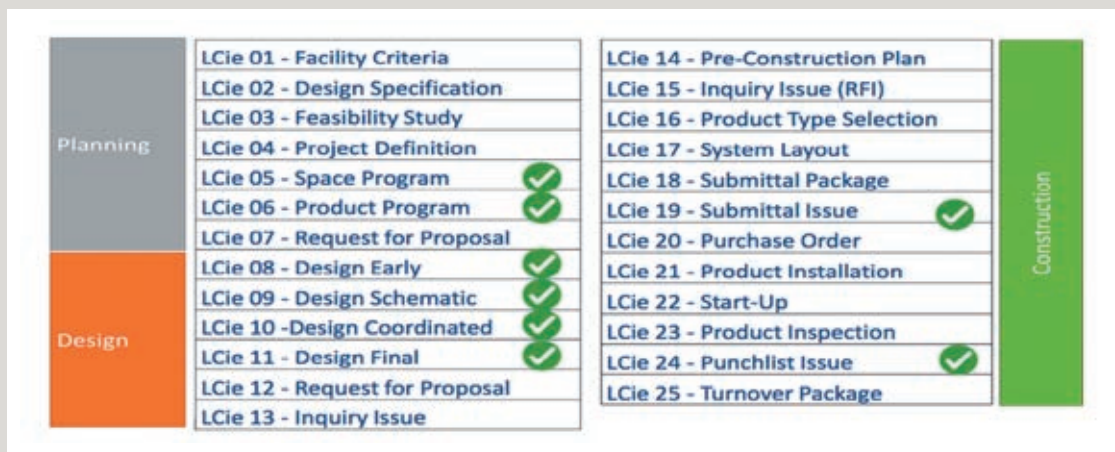 Planning
LCie 01 - Facility Criteria
LCie 02 - Design Specification
LCie 03 - Feasibility Study
LCie 04 - Project Definition
LCie 05 - Space Program
LCie 06 - Product Program
LCie 07 - Request for Proposal
Design
LCie 08 - Design Early
LCie 09 - Design Schematic
LCie 10 -Design Coordinated
LCie 11 - Design Final
LCie 12 - Request for Proposal
LCie 13 - Inquiry Issue
LCie 14 - Pre-Construction Plan
LCie 15 - Inquiry Issue (RFI)
LCie 16 - Product Type Selection
LCie 17 - System Layout
LCie 18 - Submittal Package
LCie 19 - Submittal Issue
LCie 20 - Purchase Order
LCie 21 - Product Installation
LCie 22 - Start-Up
LCie 23 - Product Inspection
LCie 24 - Punchlist Issue
LCie 25 - Turnover Package
Construction